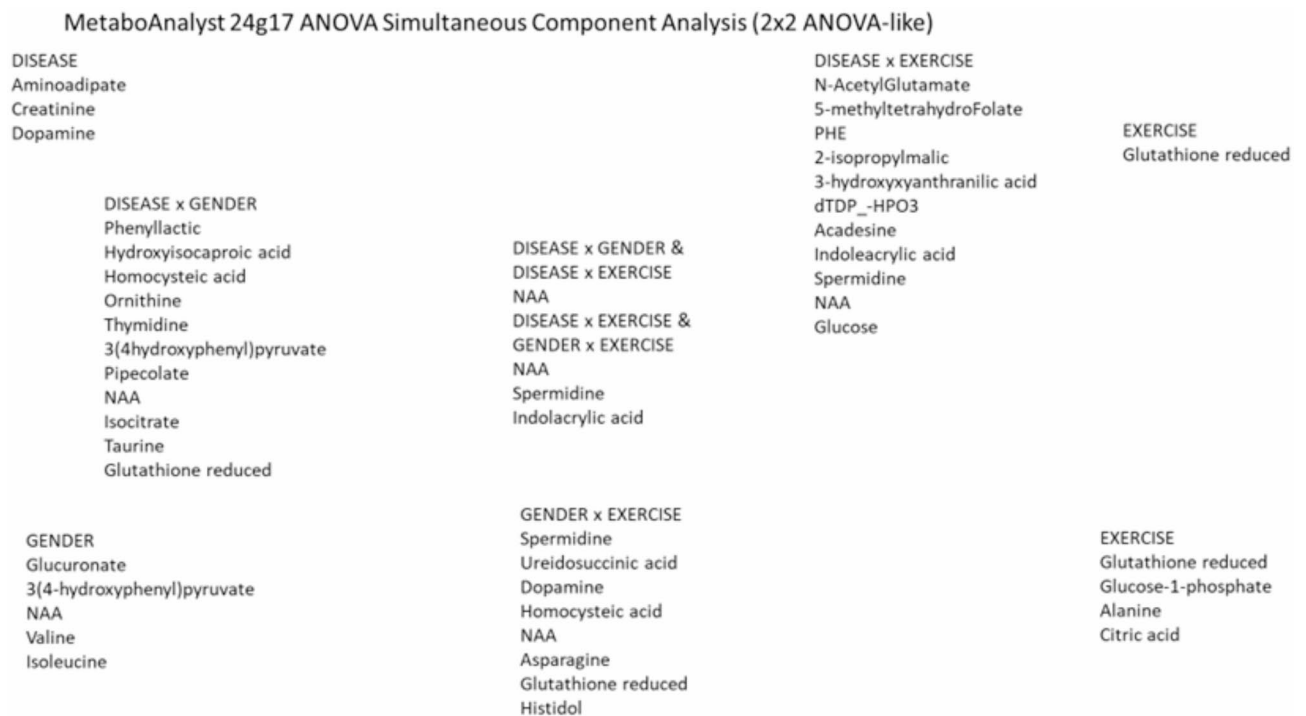 MetaboAnalyst 24g17 ANOVA Simultaneous Component Analysis (2x2 ANOVA-like)
DISEASE
Aminoadipate
Creatinine
Dopamine
DISEASE x GENDER
Phenyllactic
Hydroxyisocaproic acid
Homocysteic acid
Ornithine
Thymidine
3(4hydroxyphenyl)pyruvate
Pipecolate
NAA
Isocitrate
Taurine
Glutathione reduced
DISEASE x GENDER &
DISEASE x EXERCISE
NAA
DISEASE x EXERCISE &
GENDER x EXERCISE
NAA
Spermidine
Indolacrylic acid
DISEASE x EXERCISE
N-AcetylGlutamate
5-methyltetrahydroFolate
PHE
2-isopropylmalic
3-hydroxyxyanthranilic acid
dTDP_-HPO3
Acadesine
Indoleacrylic acid
Spermidine
NAA
Glucose
EXERCISE
Glutathione reduced
GENDER
Glucuronate
3(4-hydroxyphenyl)pyruvate
NAA
Valine
Isoleucine
GENDER x EXERCISE
Spermidine
Ureidosuccinic acid
Dopamine
Homocysteic acid
NAA
Asparagine
Glutathione reduced
Histidol
EXERCISE
Glutathione reduced
Glucose-1-phosphate
Alanine
Citric acid